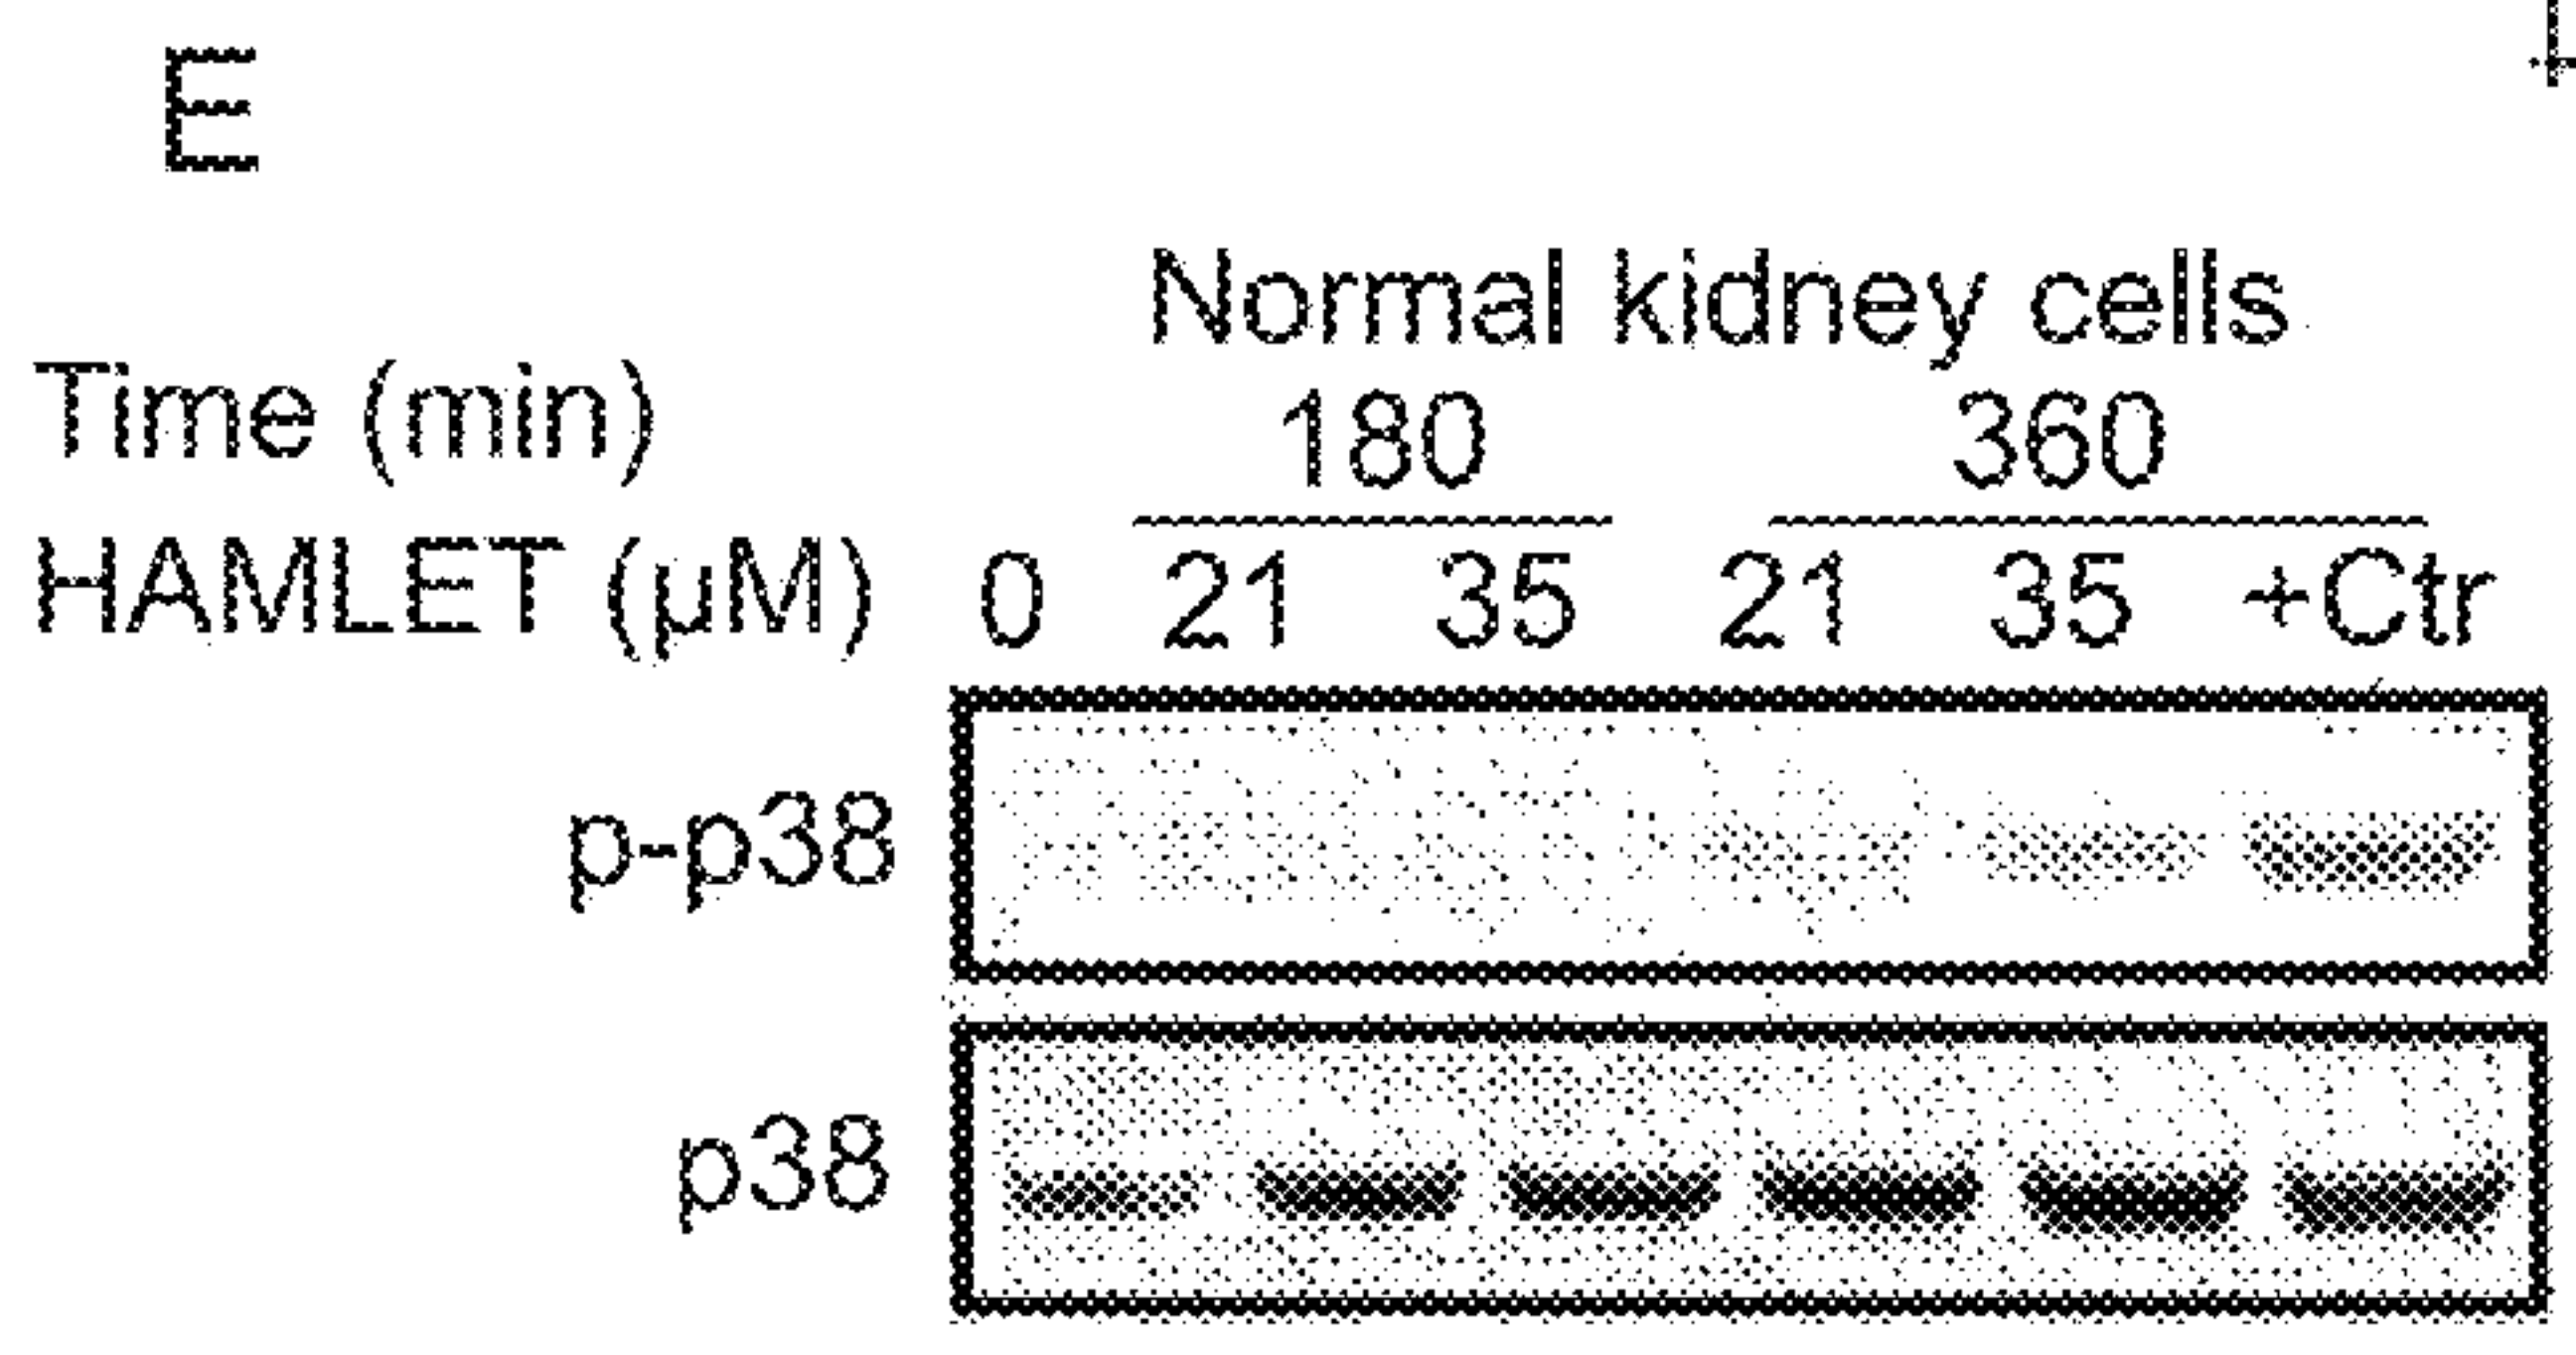 E
Normal kidney cells
Time (min) 180 360
HAMLET (µM) 0 21 35 21 35 +Ctr
p-p38
p38